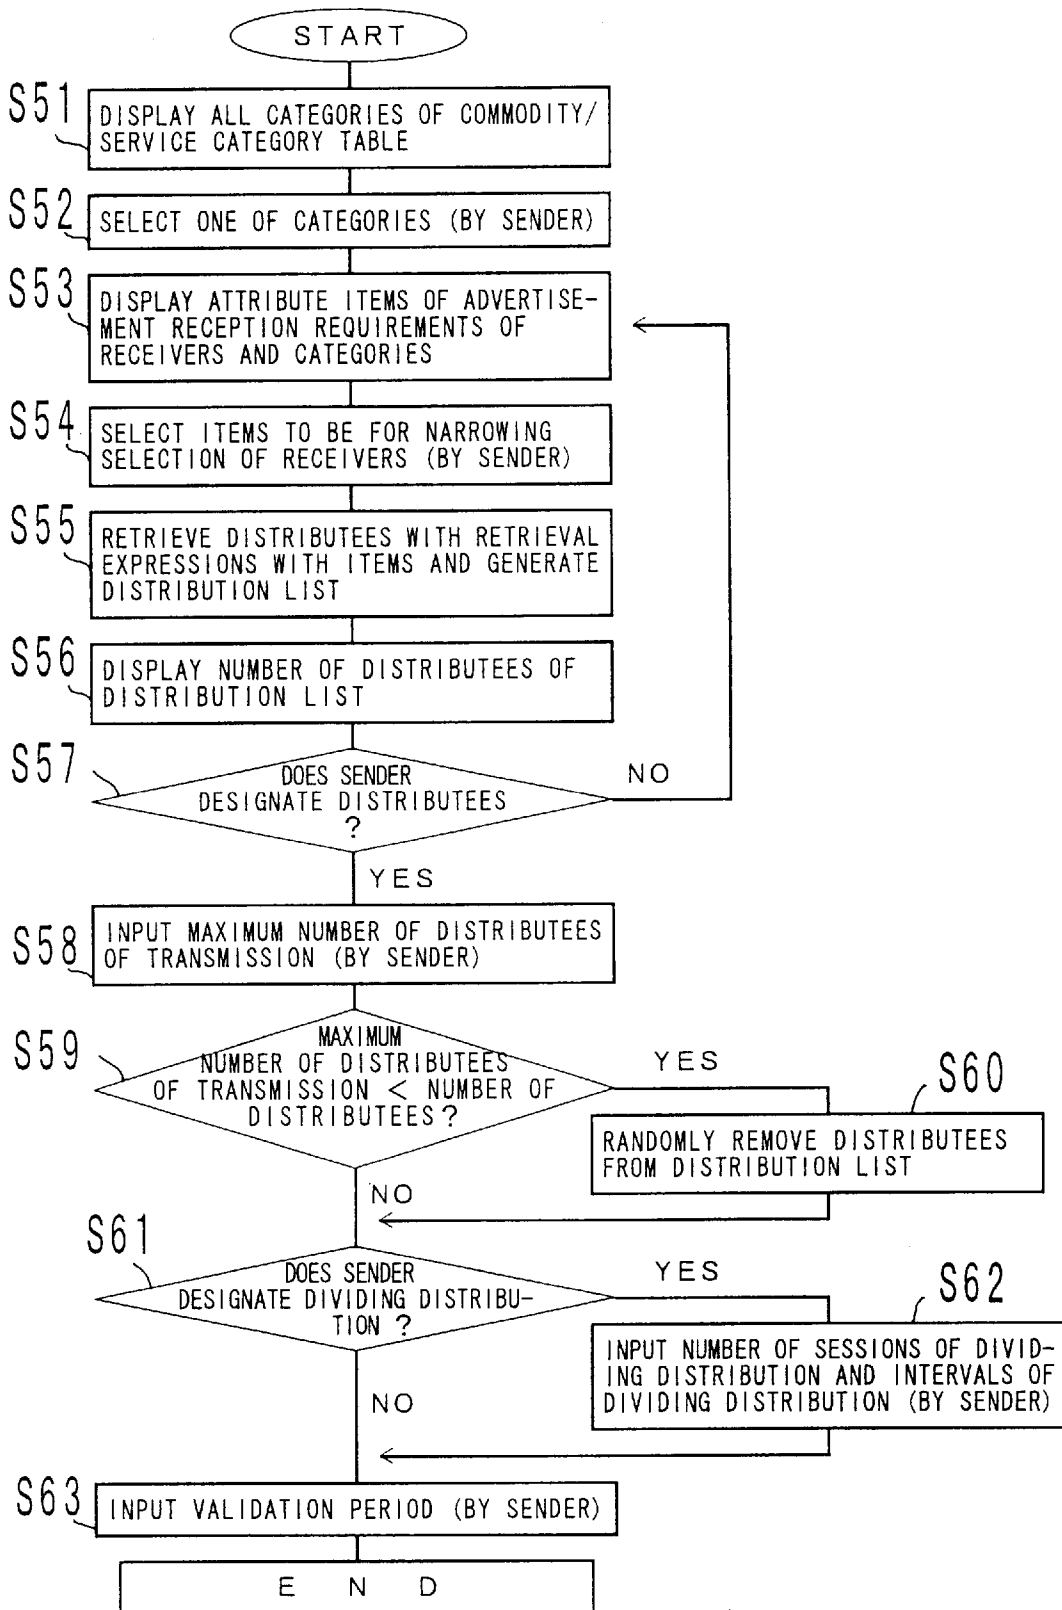 START
S51
DISPLAY ALL CATEGORIES OF COMMODITY/
SERVICE CATEGORY TABLE
S52
SELECT ONE OF CATEGORIES (BY SENDER)
S53
DISPLAY ATTRIBUTE ITEMS OF ADVERTISE-
MENT RECEPTION REQUIREMENTS OF
RECEIVERS AND CATEGORIES
S54
SELECT ITEMS TO BE FOR NARROWING
SELECTION OF RECEIVERS (BY SENDER)
S55
RETRIEVE DISTRIBUTEES WITH RETRIEVAL
EXPRESSIONS WITH ITEMS AND GENERATE
DISTRIBUTION LIST
S56
DISPLAY NUMBER OF DISTRIBUTEES OF
DISTRIBUTION LIST
S57
DOES SENDER
DESIGNATE DISTRIBUTEES
?
NO
YES
S58
INPUT MAXIMUM NUMBER OF DISTRIBUTEES
OF TRANSMISSION (BY SENDER)
S59
MAXIMUM
NUMBER OF DISTRIBUTEES
OF TRANSMISSION < NUMBER OF
DISTRIBUTEES?
YES
S60
RANDOMLY REMOVE DISTRIBUTEES
FROM DISTRIBUTION LIST
NO
S61
DOES SENDER
DESIGNATE DIVIDING DISTRIBU-
TION ?
YES
S62
INPUT NUMBER OF SESSIONS OF DIVID-
ING DISTRIBUTION AND INTERVALS OF
DIVIDING DISTRIBUTION (BY SENDER)
NO
S63
INPUT VALIDATION PERIOD (BY SENDER)
E N D